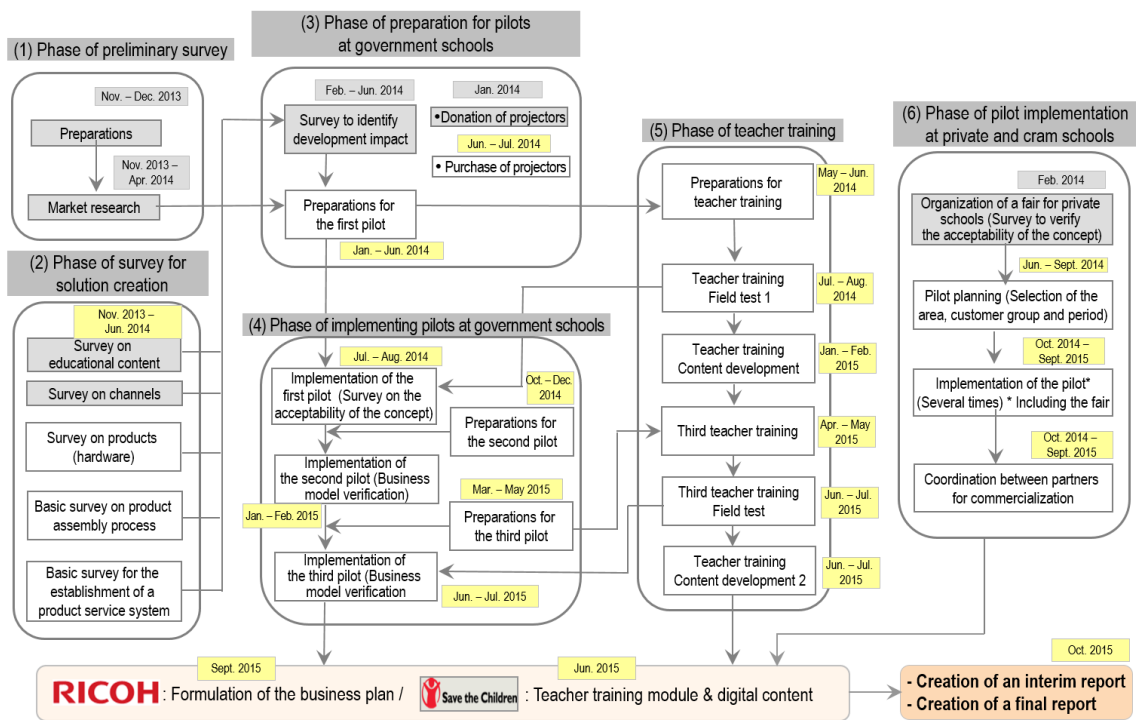 (1) Phase of preliminary survey
Nov. – Dec. 2013
Preparations
Nov. 2013 –
Apr. 2014
Market research
(2) Phase of survey for
solution creation
Nov. 2013 –
Jun. 2014
Survey on
educational content
Survey on channels
Survey on products
(hardware)
Basic survey on product
assembly process
Basic survey for the
establishment of a
product service system
(3) Phase of preparation for pilots
at government schools
Feb. – Jun. 2014
Survey to identify
development impact
Jan. 2014
•Donation of projectors
Jun. – Jul. 2014
• Purchase of projectors
Preparations for
the first pilot
Jan. – Jun. 2014
(4) Phase of implementing pilots at government schools
Jul. – Aug. 2014
Implementation of the
first pilot (Survey on the
acceptability of the concept)
Oct. – Dec.
2014
Preparations for
the second pilot
Implementation of
the second pilot (Business
model verification)
Jan. – Feb. 2015
Mar. – May 2015
Preparations for
the third pilot
Implementation of
the third pilot (Business
model verification
Jun. – Jul. 2015
(5) Phase of teacher training
May – Jun.
2014
Preparations for
teacher training
Teacher training
Field test 1
Jul. – Aug.
2014
Teacher training
Content development
Jan. – Feb.
2015
Third teacher training
Apr. – May
2015
Third teacher training
Field test
Jun. – Jul.
2015
Teacher training
Content development 2
Jun. – Jul.
2015
(6) Phase of pilot implementation
at private and cram schools
Feb. 2014
Organization of a fair for private
schools (Survey to verify
the acceptability of the concept)
Jun. – Sept. 2014
Pilot planning (Selection of the
area, customer group and period)
Oct. 2014 –
Sept. 2015
Implementation of the pilot*
(Several times) * Including the fair
Oct. 2014 –
Sept. 2015
Coordination between partners
for commercialization
Sept. 2015
Jun. 2015
RICOH : Formulation of the business plan / Save the Children : Teacher training module & digital content
Oct. 2015
- Creation of an interim report
- Creation of a final report